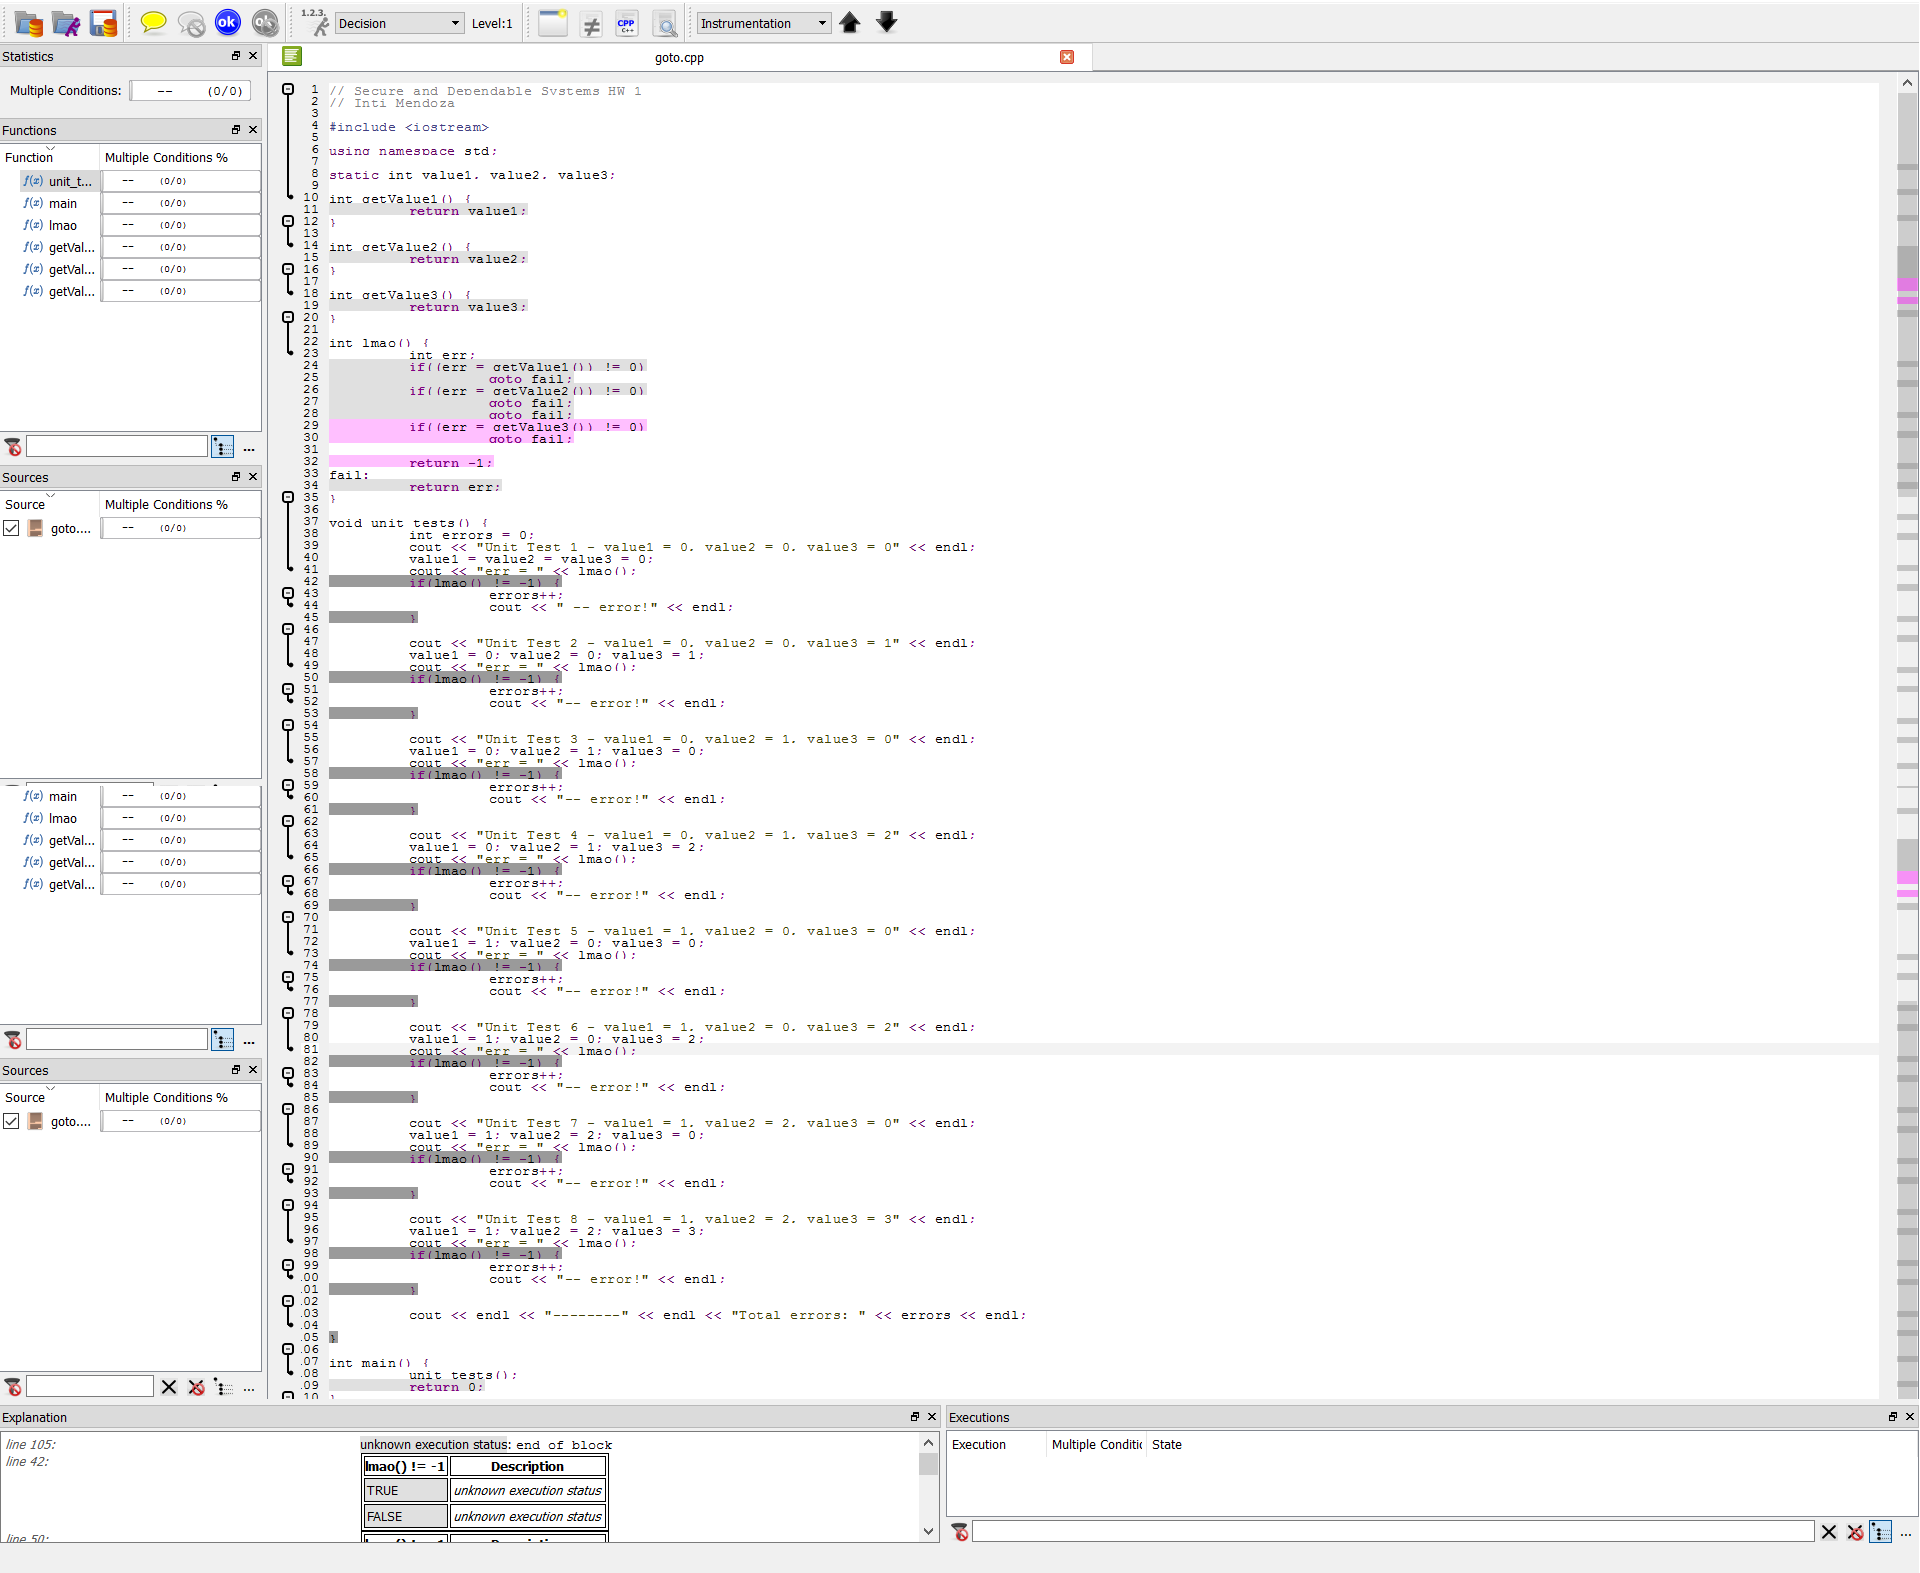 1.2.3. Decision Level:1 CPP C++ Instrumentation
ok ok
Statistics
Multiple Conditions: -- (0/0)
Functions
Function Multiple Conditions %
f(x) unit_t... -- (0/0)
f(x) main -- (0/0)
f(x) lmao -- (0/0)
f(x) getVal... -- (0/0)
f(x) getVal... -- (0/0)
f(x) getVal... -- (0/0)
...
Sources
Source Multiple Conditions %
goto.... -- (0/0)
f(x) main -- (0/0)
f(x) lmao -- (0/0)
f(x) getVal... -- (0/0)
f(x) getVal... -- (0/0)
f(x) getVal... -- (0/0)
...
Sources
Source Multiple Conditions %
goto.... -- (0/0)
...
goto.cpp
1 // Secure and Dependable Systems HW 1
2 // Inti Mendoza
3
4 #include <iostream>
5
6 using namespace std;
7
8 static int value1, value2, value3;
9
10 int getValue1() {
11 return value1;
12 }
13
14 int getValue2() {
15 return value2;
16 }
17
18 int getValue3() {
19 return value3;
20 }
21
22 int lmao() {
23 int err;
24 if((err = getValue1()) != 0)
25 goto fail;
26 if((err = getValue2()) != 0)
27 goto fail;
28 goto fail;
29 if((err = getValue3()) != 0)
30 goto fail;
31
32 return -1;
33 fail:
34 return err;
35 }
36
37 void unit_tests() {
38 int errors = 0;
39 cout << "Unit Test 1 - value1 = 0, value2 = 0, value3 = 0" << endl;
40 value1 = value2 = value3 = 0;
41 cout << "err = " << lmao();
42 if(lmao() != -1) {
43 errors++;
44 cout << " -- error!" << endl;
45 }
46
47 cout << "Unit Test 2 - value1 = 0, value2 = 0, value3 = 1" << endl;
48 value1 = 0; value2 = 0; value3 = 1;
49 cout << "err = " << lmao();
50 if(lmao() != -1) {
51 errors++;
52 cout << "-- error!" << endl;
53 }
54
55 cout << "Unit Test 3 - value1 = 0, value2 = 1, value3 = 0" << endl;
56 value1 = 0; value2 = 1; value3 = 0;
57 cout << "err = " << lmao();
58 if(lmao() != -1) {
59 errors++;
60 cout << "-- error!" << endl;
61 }
62
63 cout << "Unit Test 4 - value1 = 0, value2 = 1, value3 = 2" << endl;
64 value1 = 0; value2 = 1; value3 = 2;
65 cout << "err = " << lmao();
66 if(lmao() != -1) {
67 errors++;
68 cout << "-- error!" << endl;
69 }
70
71 cout << "Unit Test 5 - value1 = 1, value2 = 0, value3 = 0" << endl;
72 value1 = 1; value2 = 0; value3 = 0;
73 cout << "err = " << lmao();
74 if(lmao() != -1) {
75 errors++;
76 cout << "-- error!" << endl;
77 }
78
79 cout << "Unit Test 6 - value1 = 1, value2 = 0, value3 = 2" << endl;
80 value1 = 1; value2 = 0; value3 = 2;
81 cout << "err = " << lmao();
82 if(lmao() != -1) {
83 errors++;
84 cout << "-- error!" << endl;
85 }
86
87 cout << "Unit Test 7 - value1 = 1, value2 = 2, value3 = 0" << endl;
88 value1 = 1; value2 = 2; value3 = 0;
89 cout << "err = " << lmao();
90 if(lmao() != -1) {
91 errors++;
92 cout << "-- error!" << endl;
93 }
94
95 cout << "Unit Test 8 - value1 = 1, value2 = 2, value3 = 3" << endl;
96 value1 = 1; value2 = 2; value3 = 3;
97 cout << "err = " << lmao();
98 if(lmao() != -1) {
99 errors++;
.00 cout << "-- error!" << endl;
.01 }
.02
.03 cout << endl << "--------" << endl << "Total errors: " << errors << endl;
.04
.05 }
.06
.07 int main() {
.08 unit_tests();
.09 return 0;
.10 }
Explanation
line 105: unknown execution status: end of block
line 42:
lmao() != -1 Description
TRUE unknown execution status
FALSE unknown execution status
line 50:
Executions
Execution Multiple Conditic State
...